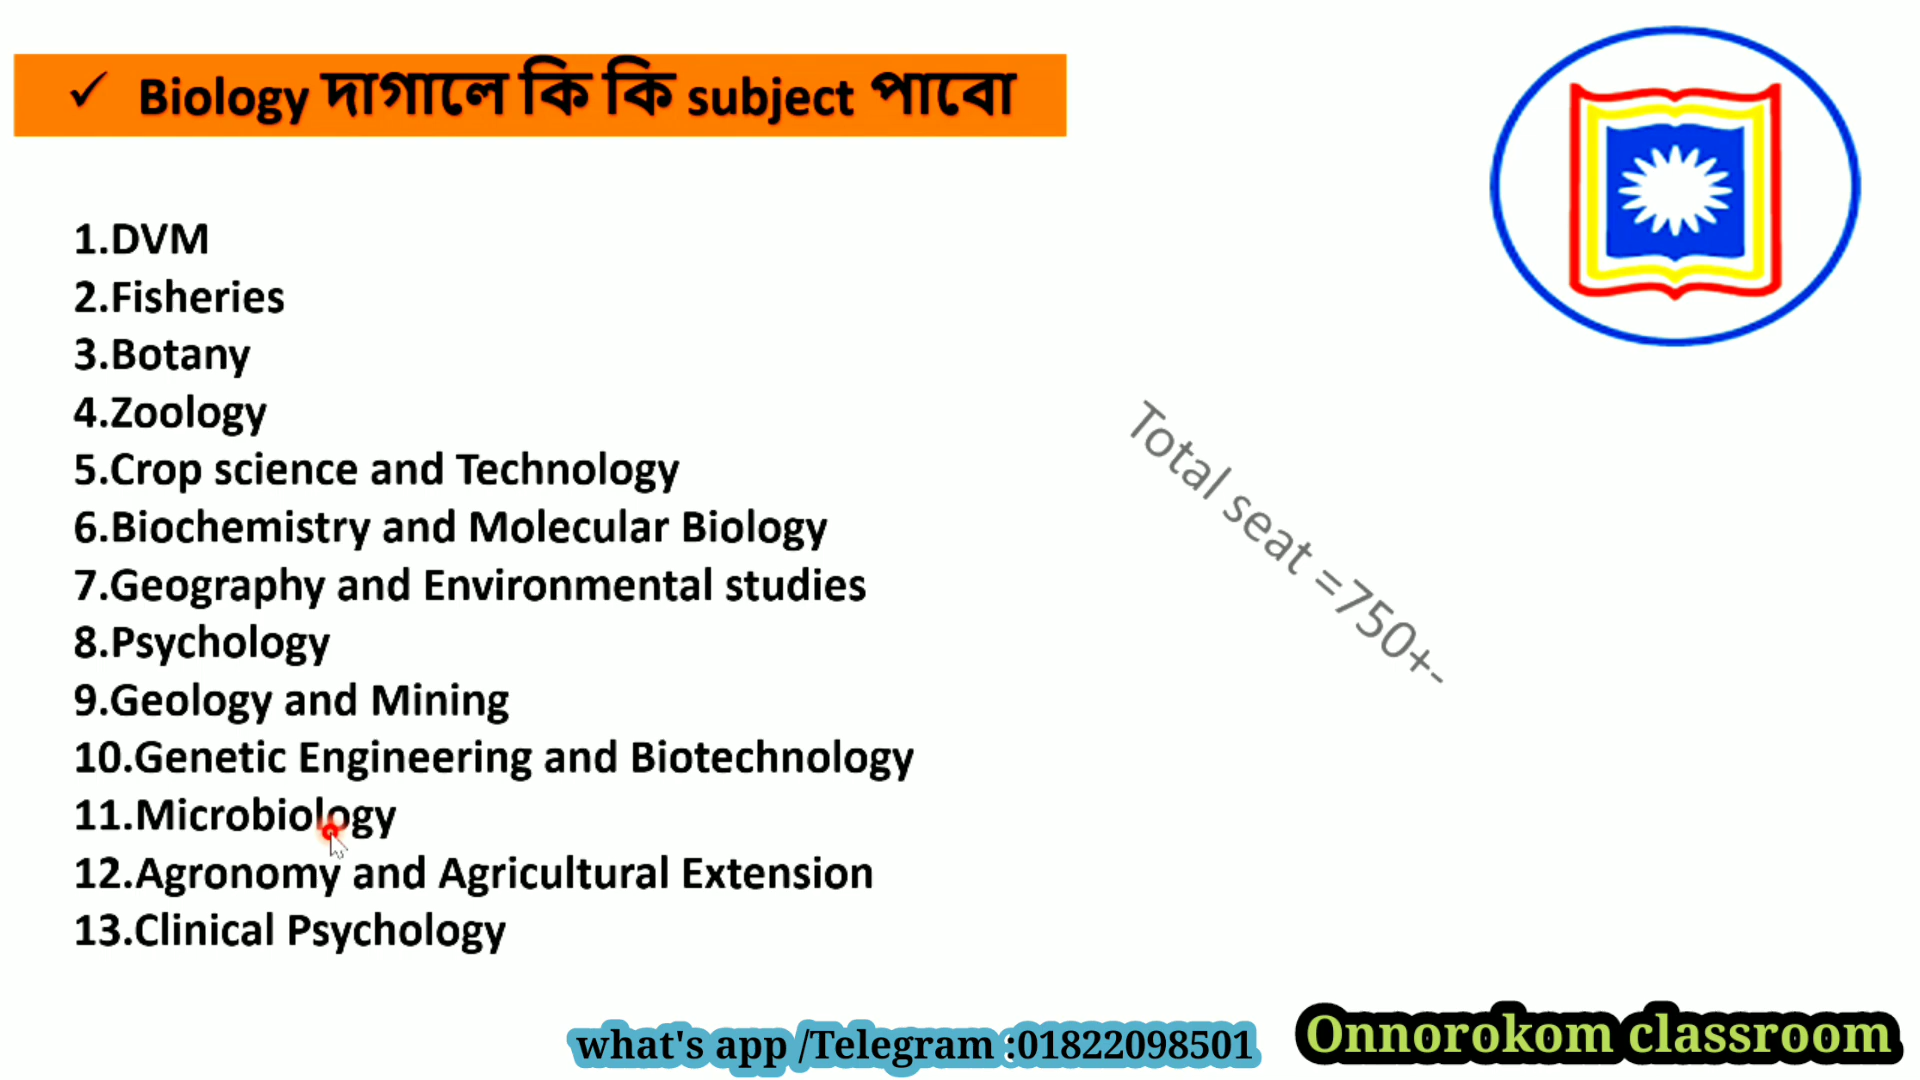 ✓ Biology দাগালে কি কি subject পাবো
1.DVM
2.Fisheries
3.Botany
4.Zoology
5.Crop science and Technology
6.Biochemistry and Molecular Biology
7.Geography and Environmental studies
8.Psychology
9.Geology and Mining
10.Genetic Engineering and Biotechnology
11.Microbiology
12.Agronomy and Agricultural Extension
13.Clinical Psychology
Total seat =750+-
what's app /Telegram :01822098501
Onnorokom classroom